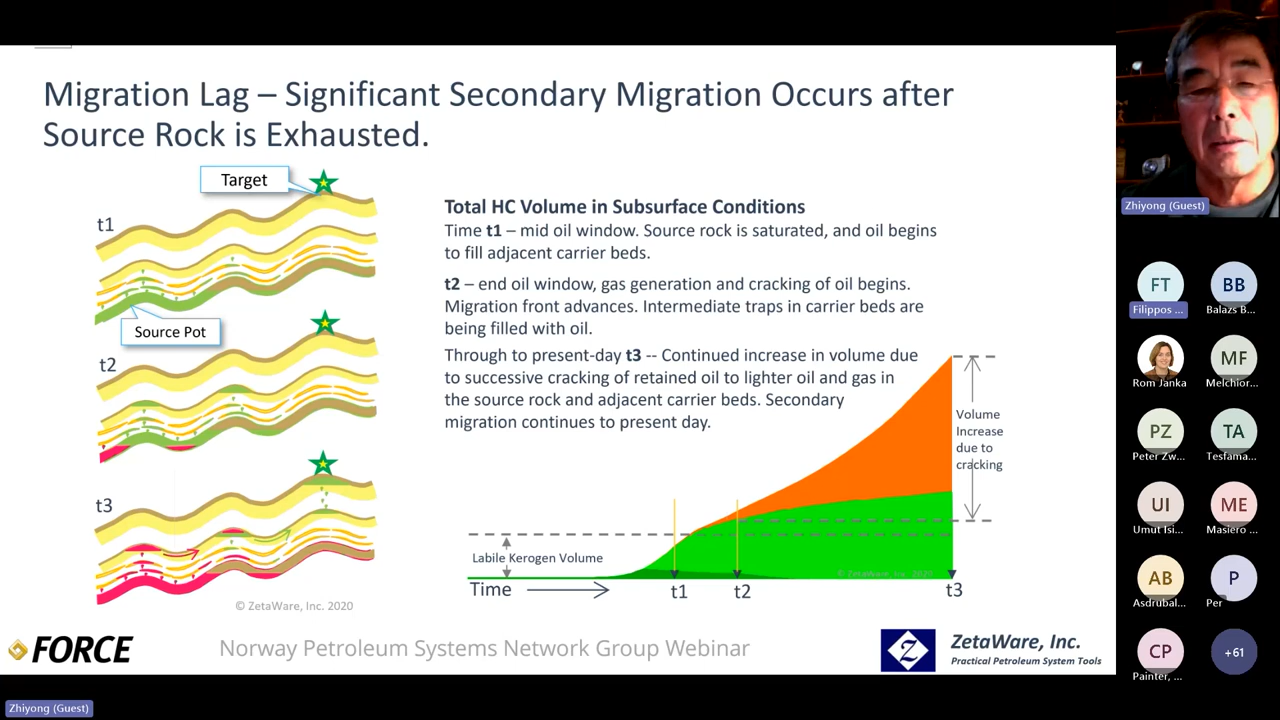 Migration Lag – Significant Secondary Migration Occurs after
Source Rock is Exhausted.
Target
t1
Source Pot
t2
t3
© ZetaWare, Inc. 2020
Total HC Volume in Subsurface Conditions
Time t1 – mid oil window. Source rock is saturated, and oil begins
to fill adjacent carrier beds.
t2 – end oil window, gas generation and cracking of oil begins.
Migration front advances. Intermediate traps in carrier beds are
being filled with oil.
Through to present-day t3 -- Continued increase in volume due
to successive cracking of retained oil to lighter oil and gas in
the source rock and adjacent carrier beds. Secondary
migration continues to present day.
Volume
Increase
due to
cracking
Labile Kerogen Volume
© ZetaWare, Inc. 2020
Time
t1
t2
t3
FORCE
Norway Petroleum Systems Network Group Webinar
Z
ZetaWare, Inc.
Practical Petroleum System Tools
Zhiyong (Guest)
FT
Filippos ...
BB
Balazs B...
Rom Janka
MF
Melchior...
PZ
Peter Zw...
TA
Tesfama...
UI
Umut Isi...
ME
Masiero ...
AB
Asdrubal...
P
Per
CP
Painter, ...
+61
Zhiyong (Guest)